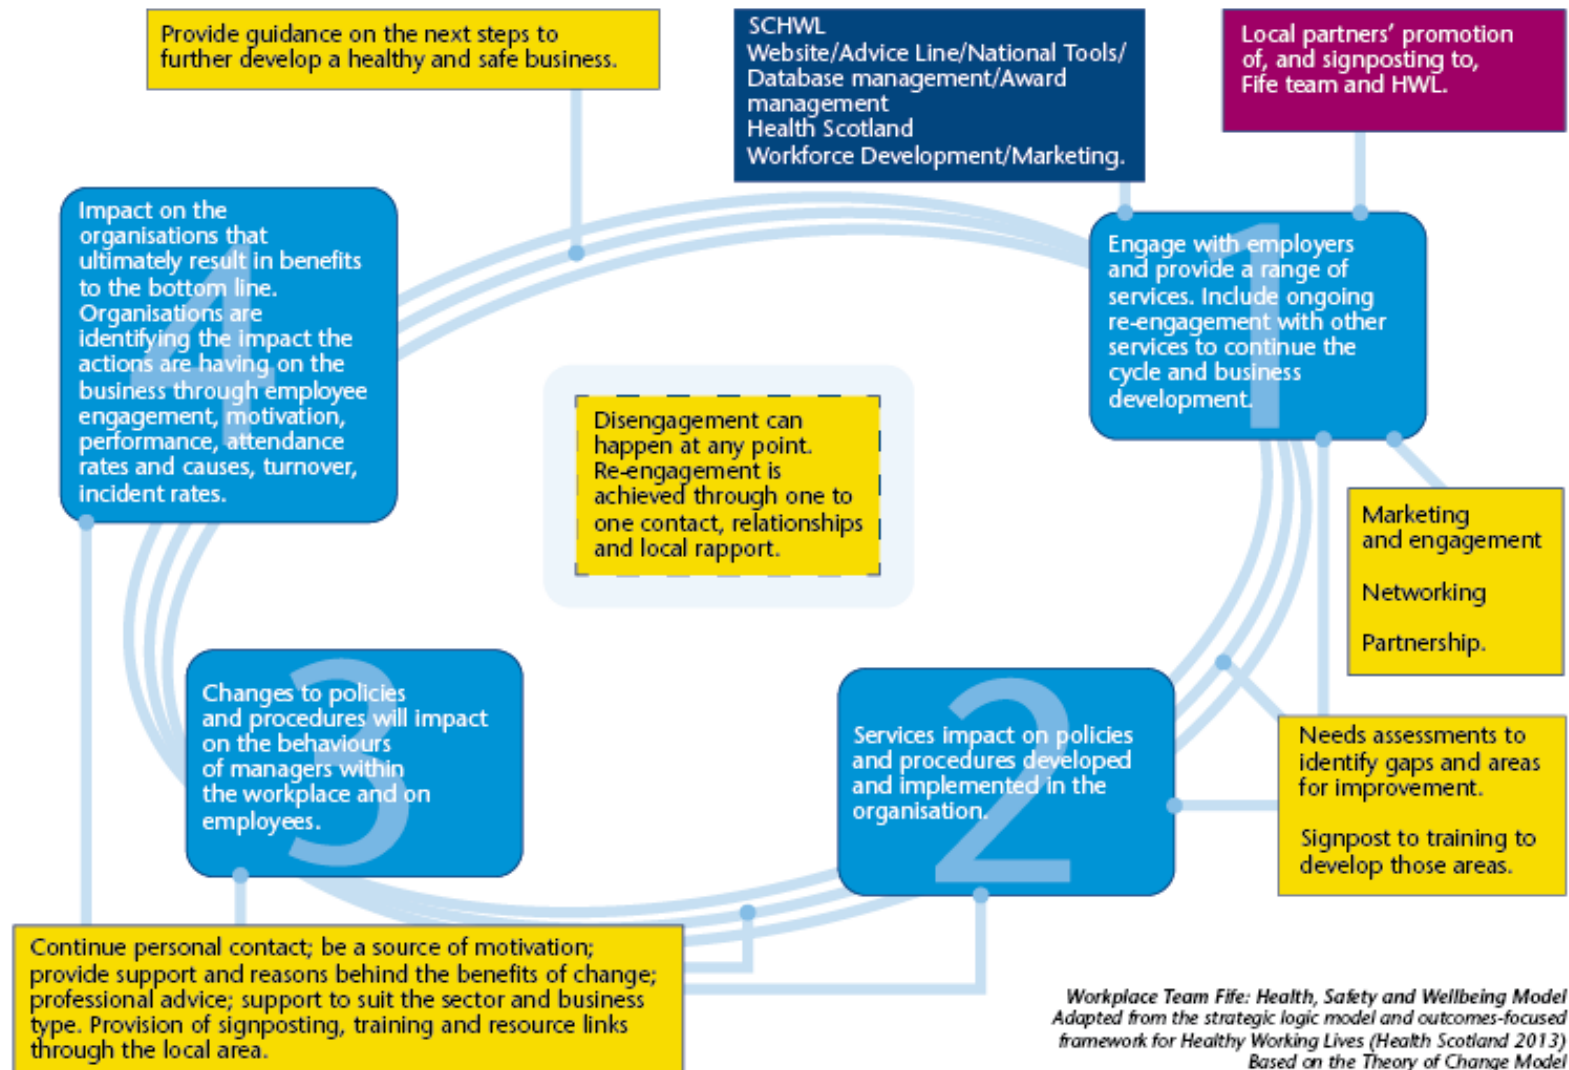 Provide guidance on the next steps to
further develop a healthy and safe business.
SCHWL
Website/Advice Line/National Tools/
Database management/Award
management
Health Scotland
Workforce Development/Marketing.
Local partners' promotion
of, and signposting to,
Fife team and HWL.
1
Engage with employers
and provide a range of
services. Include ongoing
re-engagement with other
services to continue the
cycle and business
development.
4
Impact on the
organisations that
ultimately result in benefits
to the bottom line.
Organisations are
identifying the impact the
actions are having on the
business through employee
engagement, motivation,
performance, attendance
rates and causes, turnover,
incident rates.
Disengagement can
happen at any point.
Re-engagement is
achieved through one to
one contact, relationships
and local rapport.
Marketing
and engagement
Networking
Partnership.
3
Changes to policies
and procedures will impact
on the behaviours
of managers within
the workplace and on
employees.
2
Services impact on policies
and procedures developed
and implemented in the
organisation.
Needs assessments to
identify gaps and areas
for improvement.
Signpost to training to
develop those areas.
Continue personal contact; be a source of motivation;
provide support and reasons behind the benefits of change;
professional advice; support to suit the sector and business
type. Provision of signposting, training and resource links
through the local area.
Workplace Team Fife: Health, Safety and Wellbeing Model
Adapted from the strategic logic model and outcomes-focused
framework for Healthy Working Lives (Health Scotland 2013)
Based on the Theory of Change Model